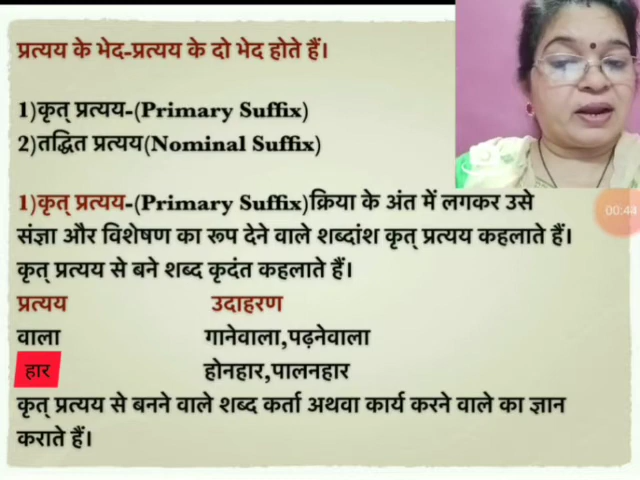 प्रत्यय के भेद-प्रत्यय के दो भेद होते हैं।
1)कृत् प्रत्यय-(Primary Suffix)
2)तद्धित प्रत्यय(Nominal Suffix)
1)कृत् प्रत्यय-(Primary Suffix)क्रिया के अंत में लगकर उसे
संज्ञा और विशेषण का रूप देने वाले शब्दांश कृत् प्रत्यय कहलाते हैं।
कृत् प्रत्यय से बने शब्द कृदंत कहलाते हैं।
प्रत्यय उदाहरण
वाला गानेवाला,पढ़नेवाला
हार होनहार,पालनहार
कृत् प्रत्यय से बनने वाले शब्द कर्ता अथवा कार्य करने वाले का ज्ञान
कराते हैं।
00:44